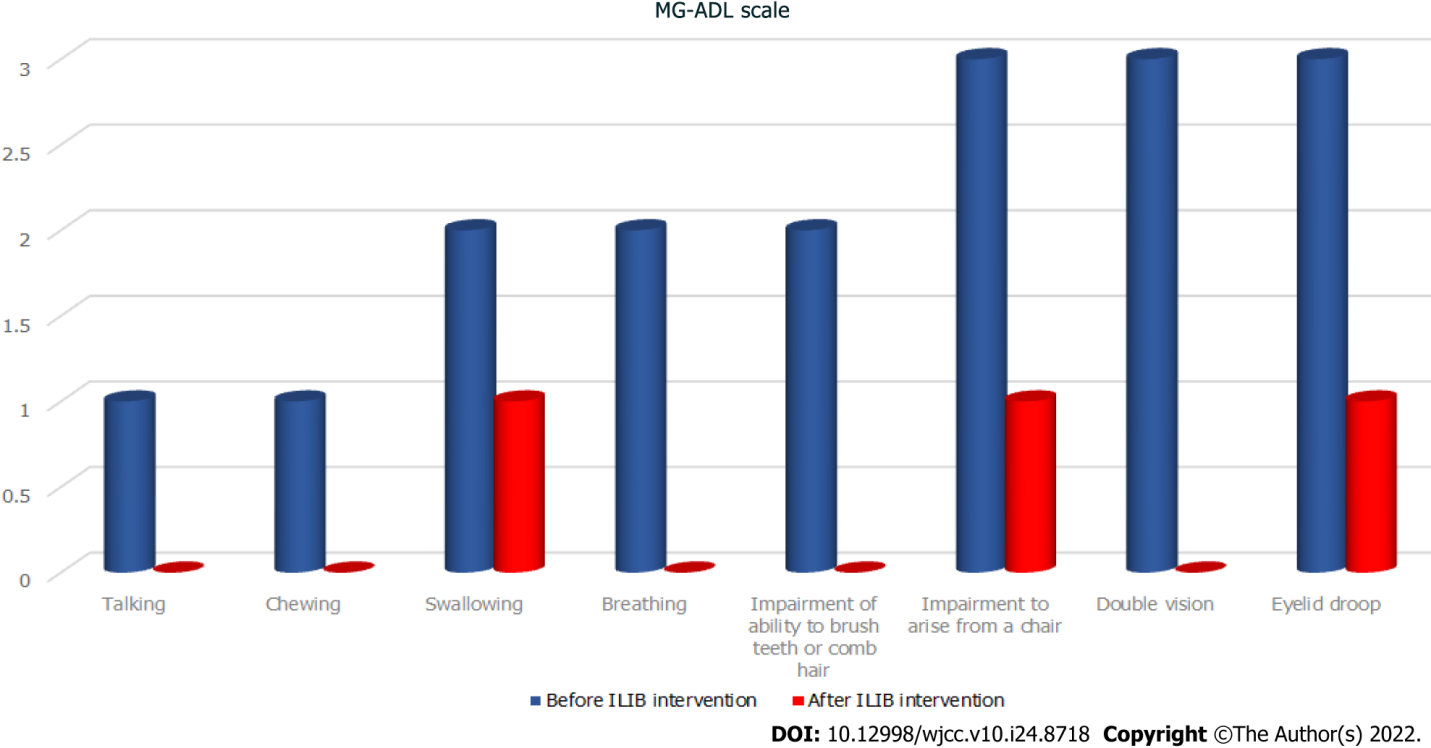 MG-ADL scale
3
2.5
2
1.5
1
0.5
0
Talking
Chewing
Swallowing
Breathing
Impairment of
ability to brush
teeth or comb
hair
Impairment to
arise from a chair
Double vision
Eyelid droop
Before ILIB intervention
After ILIB intervention
DOI: 10.12998/wjcc.v10.i24.8718 Copyright ©The Author(s) 2022.